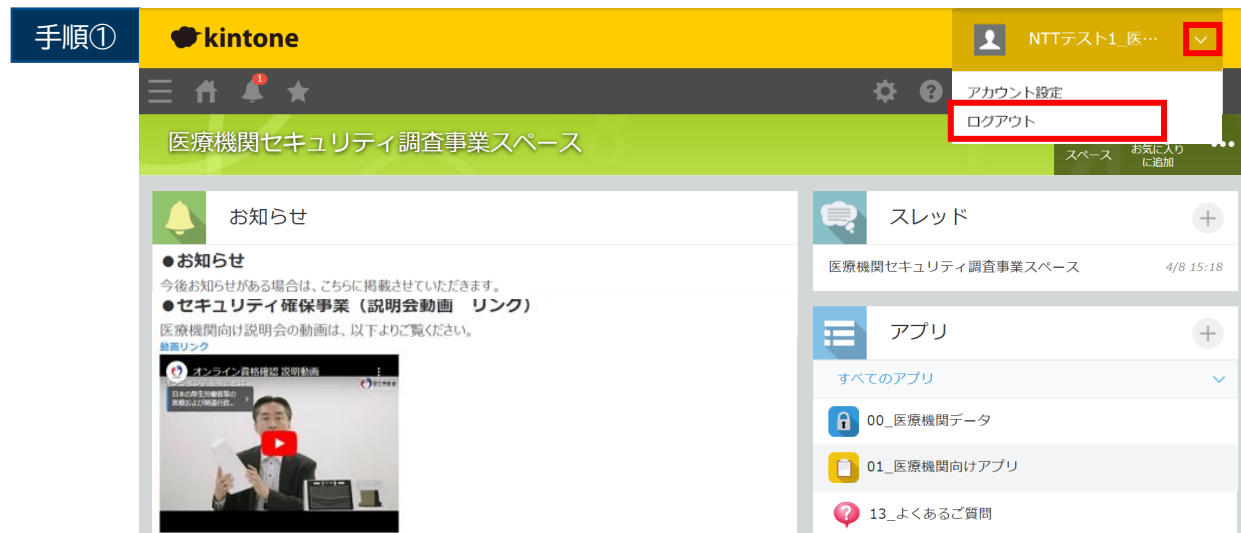 手順①
kintone
NTTテスト1_医…
1
アカウント設定
ログアウト
医療機関セキュリティ調査事業スペース
スペース
お気に入り
に追加
お知らせ
●お知らせ
今後お知らせがある場合は、こちらに掲載させていただきます。
●セキュリティ確保事業（説明会動画　リンク）
医療機関向け説明会の動画は、以下よりご覧ください。
動画リンク
オンライン資格確認 説明動画
日本の厚生労働省等の
スレッド
医療機関セキュリティ調査事業スペース
4/8 15:18
アプリ
すべてのアプリ
00_医療機関データ
01_医療機関向けアプリ
13_よくあるご質問